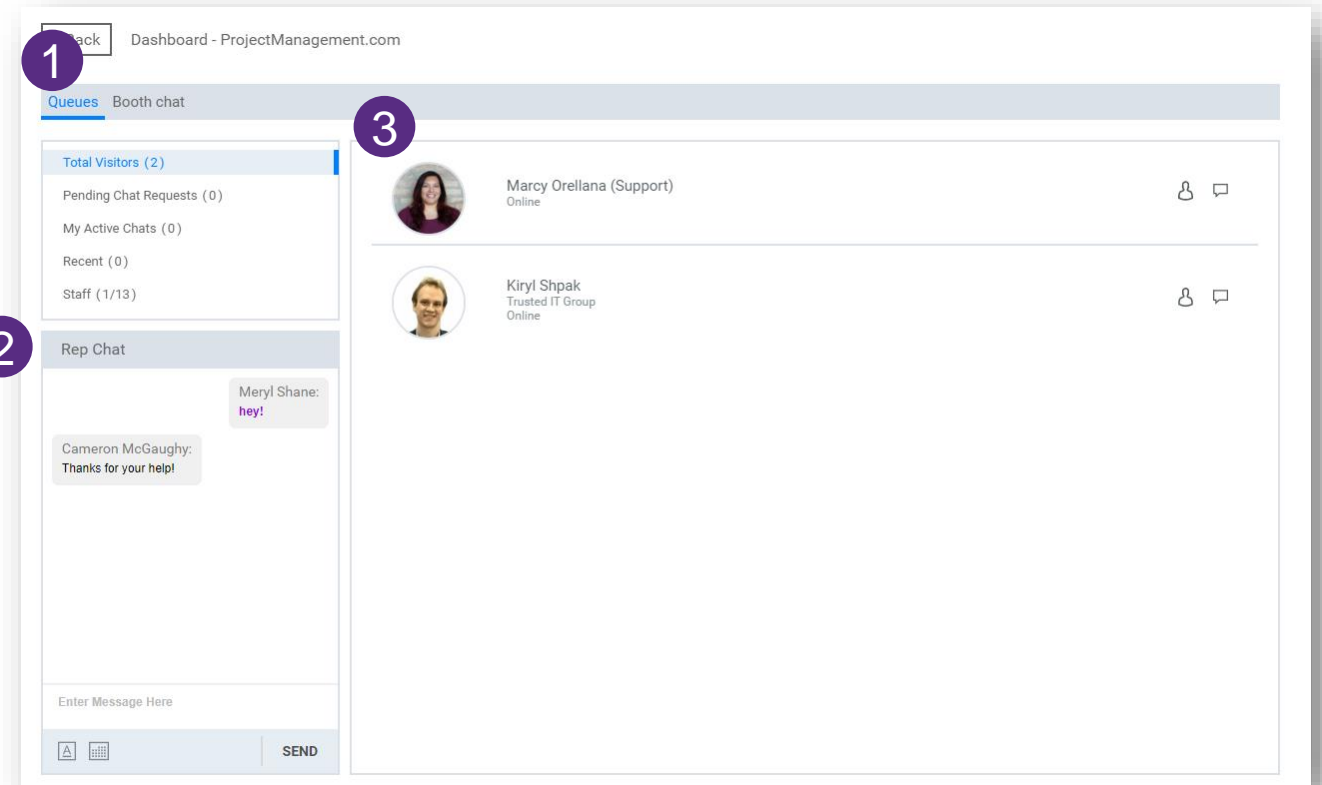 1
Back Dashboard - ProjectManagement.com
Queues Booth chat
3
Total Visitors (2)
Pending Chat Requests (0)
My Active Chats (0)
Recent (0)
Staff (1/13)
Marcy Orellana (Support)
Online
Kiryl Shpak
Trusted IT Group
Online
2
Rep Chat
Meryl Shane:
hey!
Cameron McGaughy:
Thanks for your help!
Enter Message Here
A
SEND